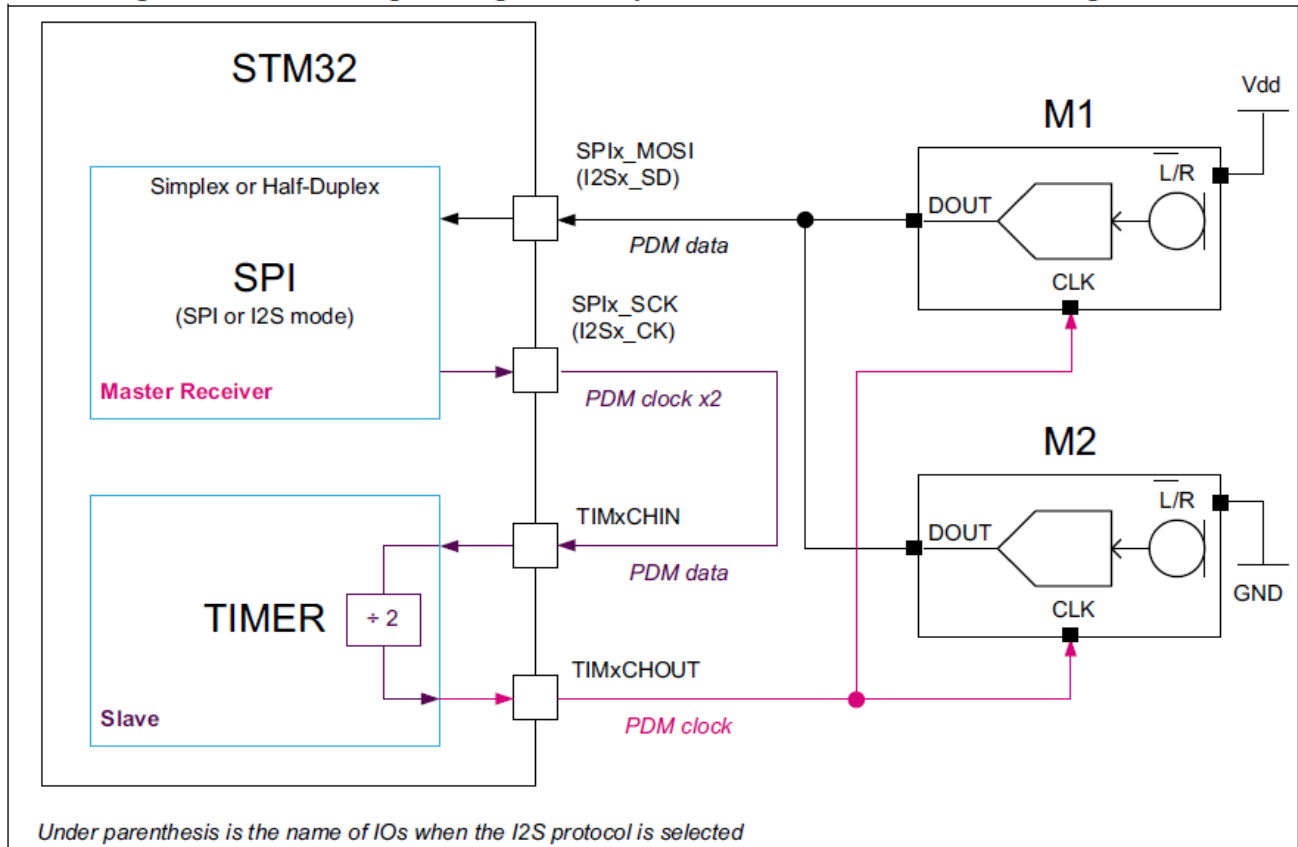 STM32
Simplex or Half-Duplex
SPI
(SPI or I2S mode)
Master Receiver
SPIx_MOSI
(I2Sx_SD)
PDM data
SPIx_SCK
(I2Sx_CK)
PDM clock x2
TIMxCHIN
PDM data
TIMER
÷ 2
Slave
TIMxCHOUT
PDM clock
Vdd
M1
L/R
DOUT
CLK
M2
L/R
DOUT
CLK
GND
Under parenthesis is the name of IOs when the I2S protocol is selected